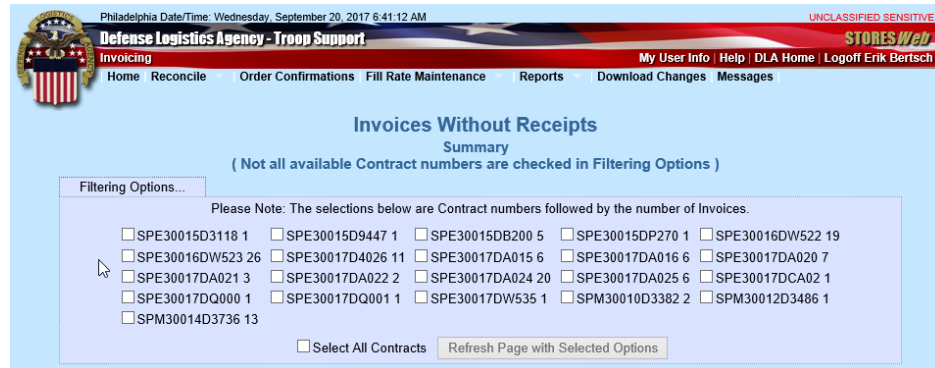 Philadelphia Date/Time: Wednesday, September 20, 2017 6:41:12 AM UNCLASSIFIED SENSITIVE
Defense Logistics Agency - Troop Support STORES Web
Invoicing My User Info | Help | DLA Home | Logoff Erik Bertsch
Home | Reconcile | Order Confirmations | Fill Rate Maintenance | Reports | Download Changes | Messages
Invoices Without Receipts
Summary
( Not all available Contract numbers are checked in Filtering Options )
Filtering Options...
Please Note: The selections below are Contract numbers followed by the number of Invoices.
SPE30015D3118 1 SPE30015D9447 1 SPE30015DB200 5 SPE30015DP270 1 SPE30016DW522 19
SPE30016DW523 26 SPE30017D4026 11 SPE30017DA015 6 SPE30017DA016 6 SPE30017DA020 7
SPE30017DA021 3 SPE30017DA022 2 SPE30017DA024 20 SPE30017DA025 6 SPE30017DCA02 1
SPE30017DQ000 1 SPE30017DQ001 1 SPE30017DW535 1 SPM30010D3382 2 SPM30012D3486 1
SPM30014D3736 13
Select All Contracts Refresh Page with Selected Options